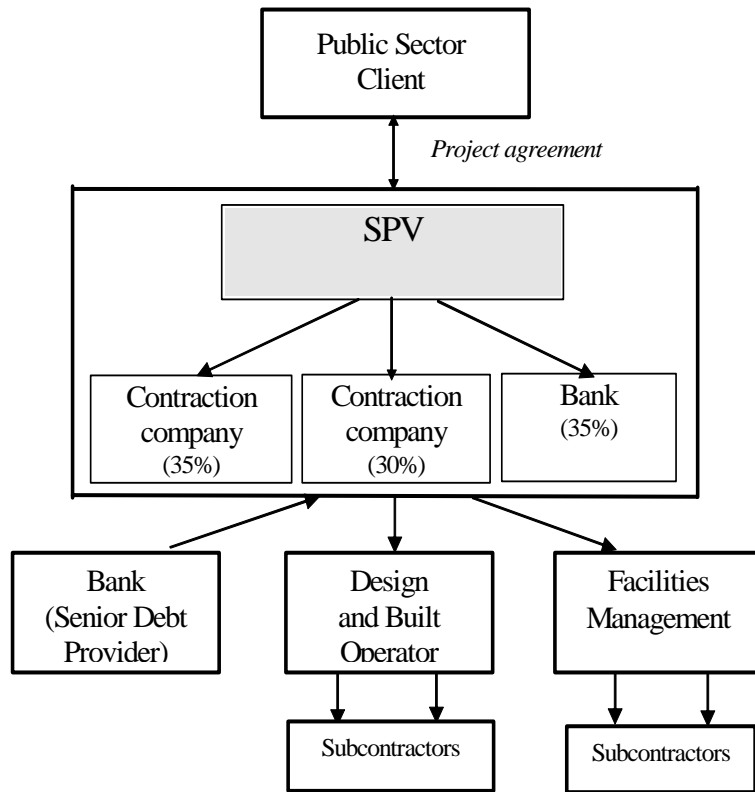 Public Sector
Client
Project agreement
SPV
Contraction
company
(35%)
Contraction
company
(30%)
Bank
(35%)
Bank
(Senior Debt
Provider)
Design
and Built
Operator
Facilities
Management
Subcontractors
Subcontractors